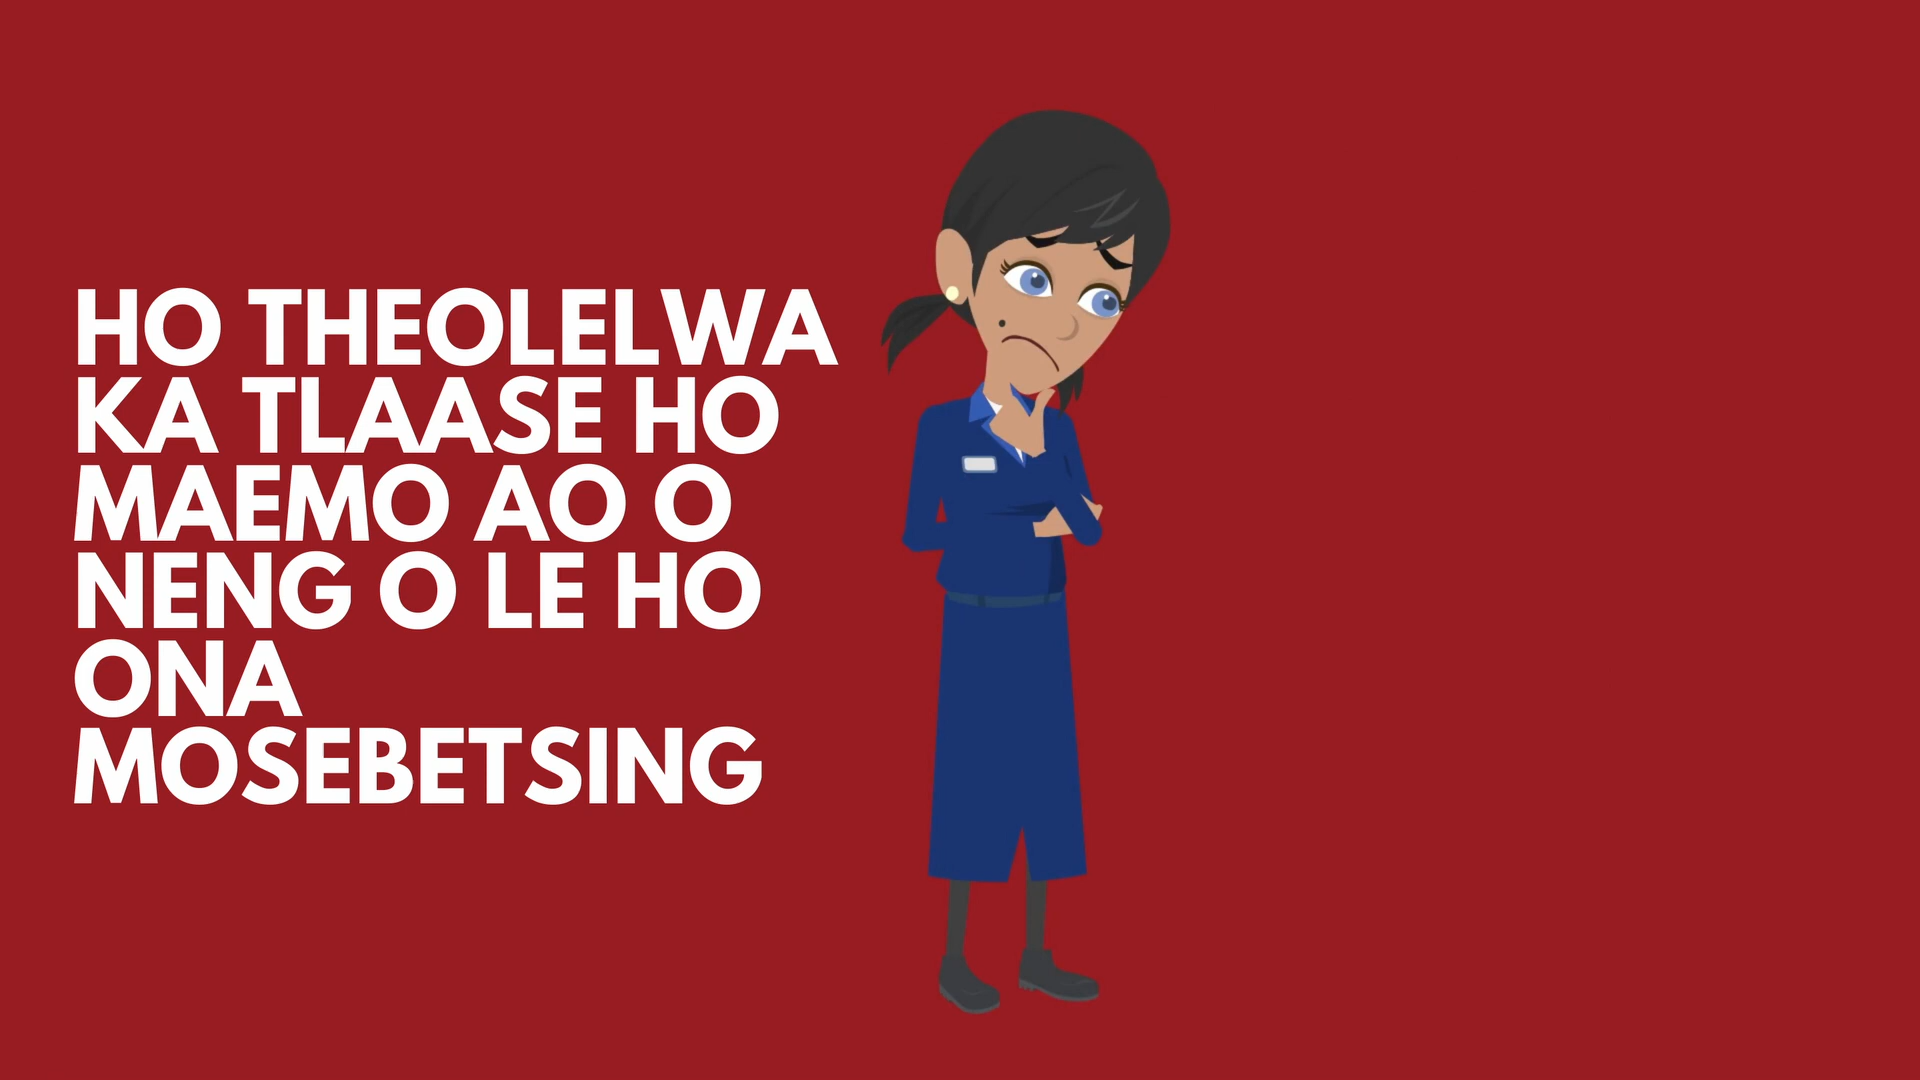 HO THEOLELWA
KA TLAASE HO
MAEMO AO O
NENG O LE HO
ONA
MOSEBETSING